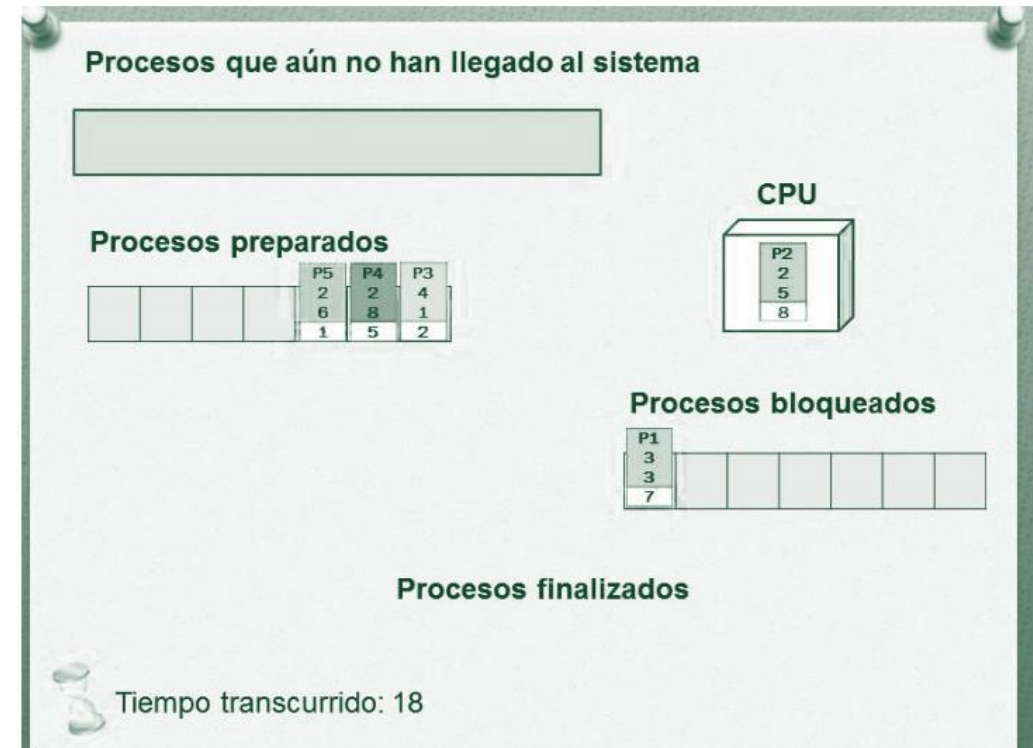 Procesos que aún no han llegado al sistema
CPU
P2
2
5
8
Procesos preparados
P5 P4 P3
2 2 4
6 8 1
1 5 2
Procesos bloqueados
P1
3
3
7
Procesos finalizados
Tiempo transcurrido: 18